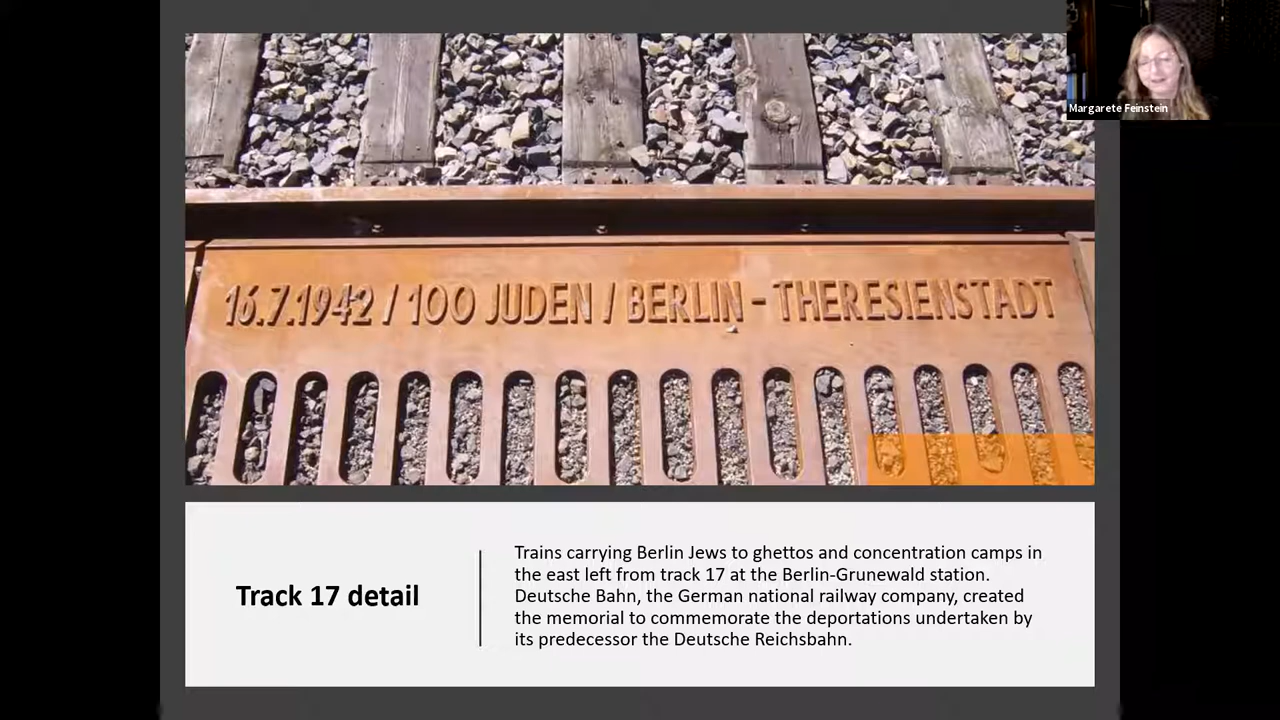 Margarete Feinstein
16.7.1942 / 100 JUDEN / BERLIN - THERESIENSTADT
Track 17 detail
Trains carrying Berlin Jews to ghettos and concentration camps in
the east left from track 17 at the Berlin-Grunewald station.
Deutsche Bahn, the German national railway company, created
the memorial to commemorate the deportations undertaken by
its predecessor the Deutsche Reichsbahn.